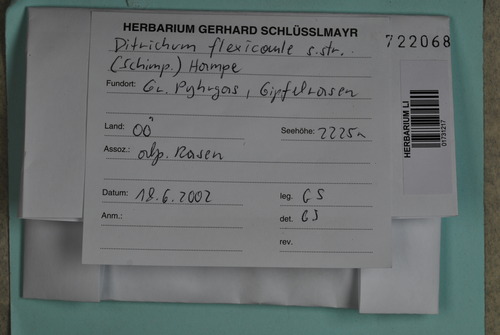 HERBARIUM GERHARD SCHLÜSSLMAYR
Ditrichum flexicaule s.str.
(Schimp.) Hampe
Fundort: Gr. Pyhrgas, Gipfelrasen
Land: OÖ Seehöhe: 2225m
Assoz.: alp. Rasen
Datum: 18.6.2002 leg. GS
Anm.: det. GS
rev.
722068
HERBARIUM LI
01731217